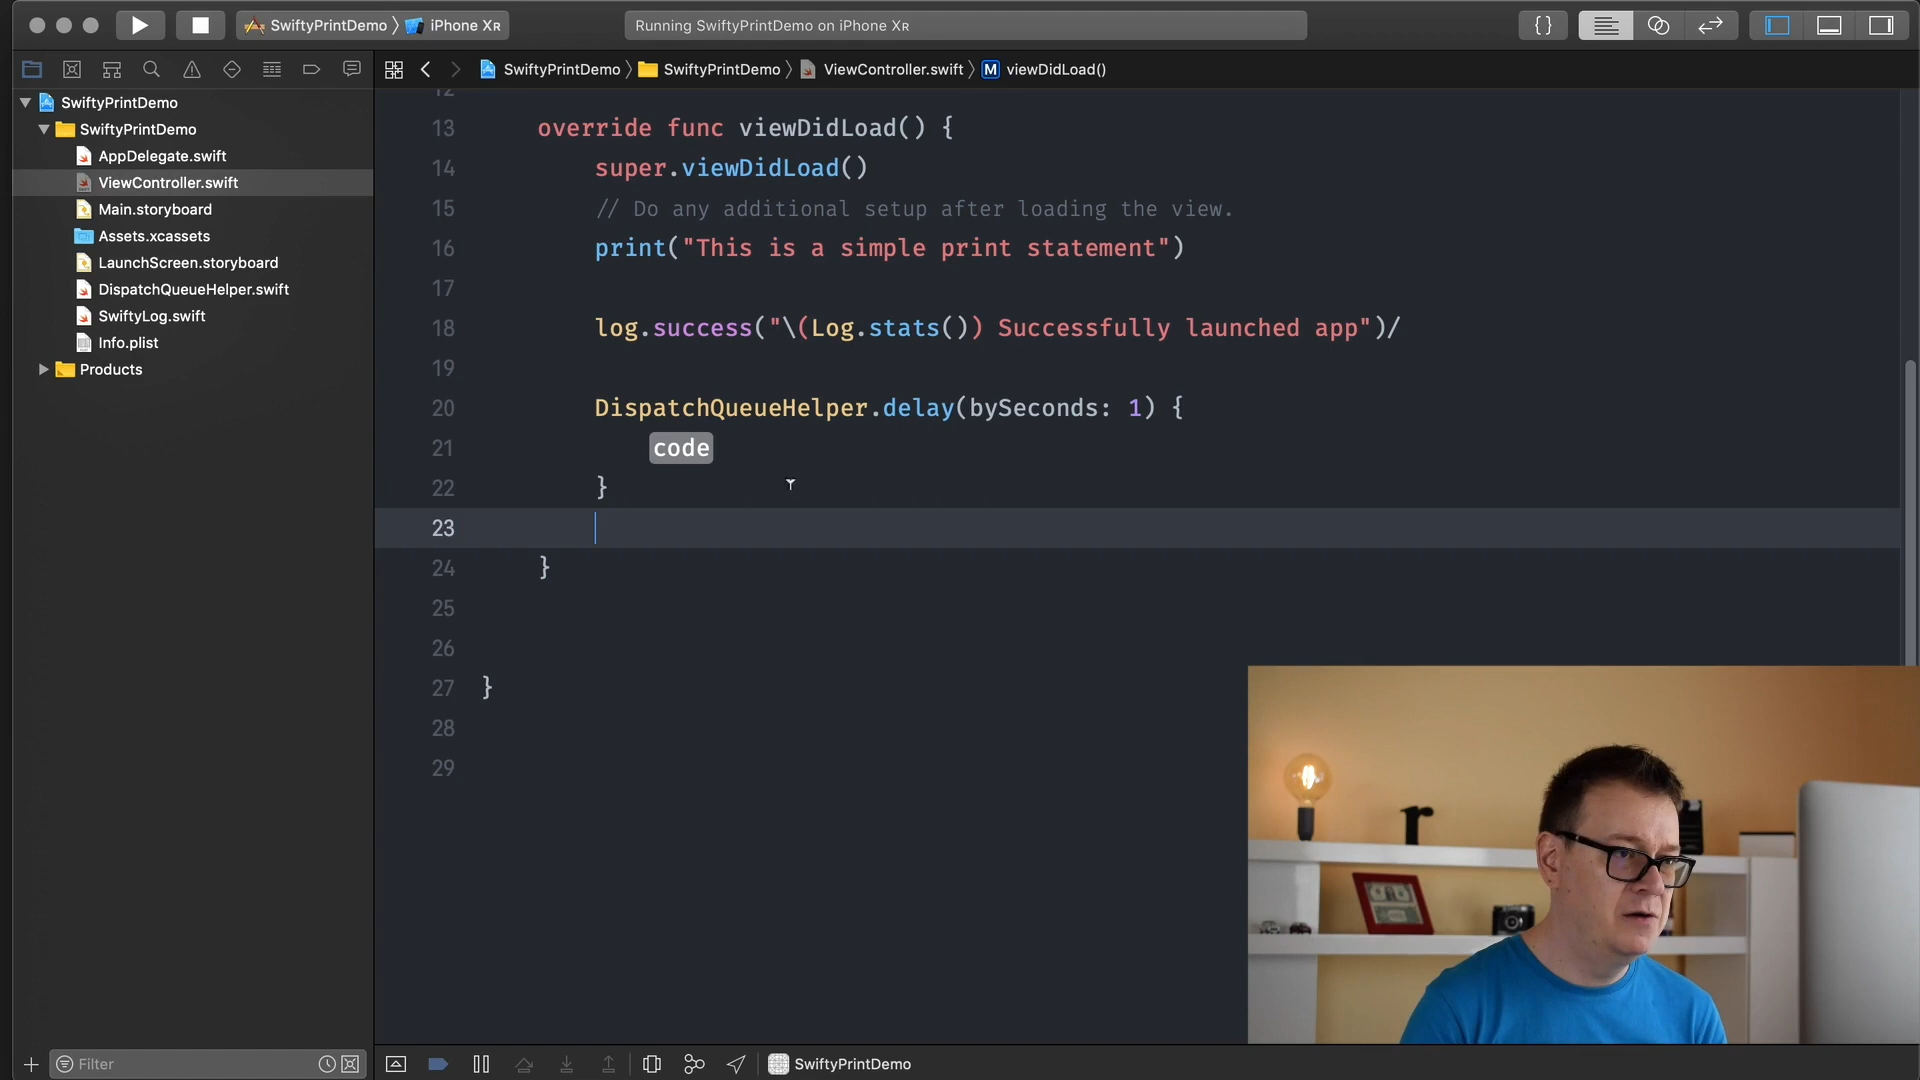 SwiftyPrintDemo 〉 iPhone XR
Running SwiftyPrintDemo on iPhone XR
{}
SwiftyPrintDemo 〉 SwiftyPrintDemo 〉 ViewController.swift 〉 M viewDidLoad()
SwiftyPrintDemo
SwiftyPrintDemo
AppDelegate.swift
ViewController.swift
Main.storyboard
Assets.xcassets
LaunchScreen.storyboard
DispatchQueueHelper.swift
SwiftyLog.swift
Info.plist
Products
12
13 override func viewDidLoad() {
14 super.viewDidLoad()
15 // Do any additional setup after loading the view.
16 print("This is a simple print statement")
17
18 log.success("\(Log.stats()) Successfully launched app")/
19
20 DispatchQueueHelper.delay(bySeconds: 1) {
21 code
22 }
23
24 }
25
26
27 }
28
29
Filter
SwiftyPrintDemo